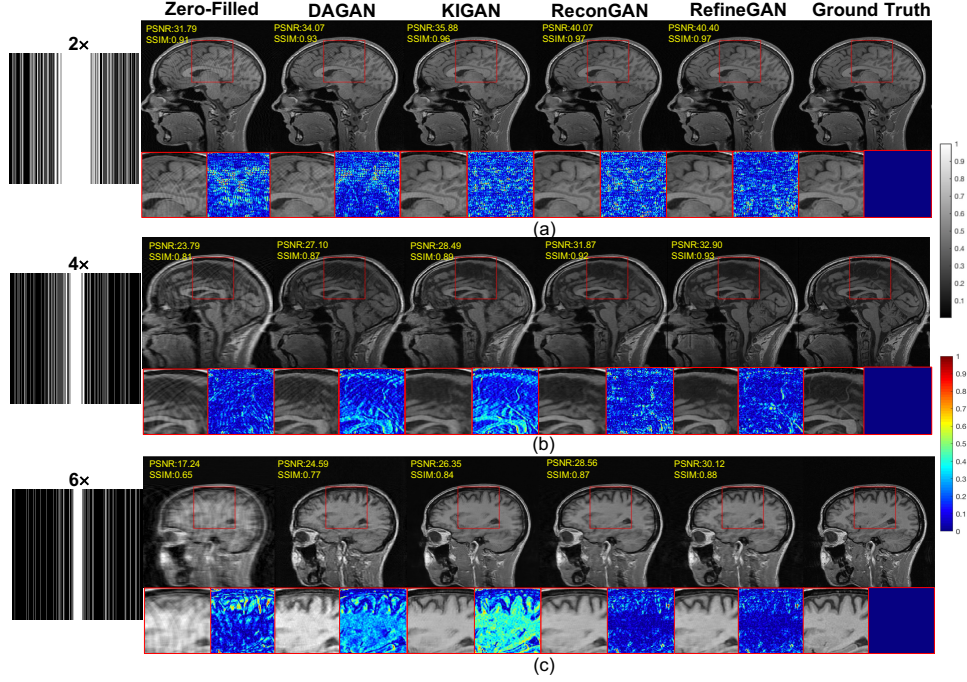 Zero-Filled DAGAN KIGAN ReconGAN RefineGAN Ground Truth
2×
PSNR:31.79 PSNR:34.07 PSNR:35.88 PSNR:40.07 PSNR:40.40
SSIM:0.91 SSIM:0.93 SSIM:0.96 SSIM:0.97 SSIM:0.97
(a)
4×
PSNR:23.79 PSNR:27.10 PSNR:28.49 PSNR:31.87 PSNR:32.90
SSIM:0.81 SSIM:0.87 SSIM:0.89 SSIM:0.92 SSIM:0.93
(b)
6×
PSNR:17.24 PSNR:24.59 PSNR:26.35 PSNR:28.56 PSNR:30.12
SSIM:0.65 SSIM:0.77 SSIM:0.84 SSIM:0.87 SSIM:0.88
(c)
1
0.9
0.8
0.7
0.6
0.5
0.4
0.3
0.2
0.1
1
0.9
0.8
0.7
0.6
0.5
0.4
0.3
0.2
0.1
0